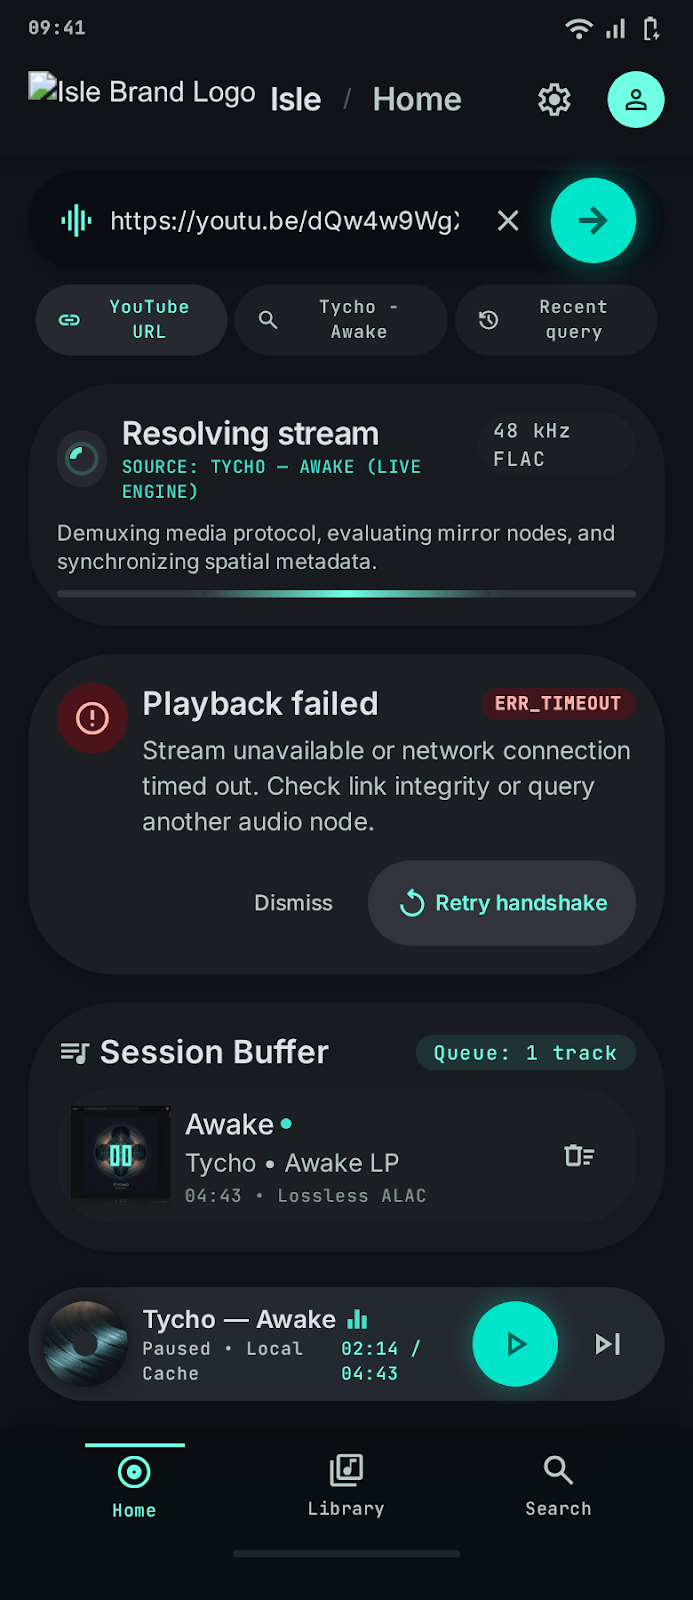 09:41
Isle Brand Logo Isle / Home
https://youtu.be/dQw4w9Wg
YouTube
URL
Tycho -
Awake
Recent
query
Resolving stream
SOURCE: TYCHO — AWAKE (LIVE
ENGINE)
48 kHz
FLAC
Demuxing media protocol, evaluating mirror nodes, and
synchronizing spatial metadata.
Playback failed
ERR_TIMEOUT
Stream unavailable or network connection
timed out. Check link integrity or query
another audio node.
Dismiss
Retry handshake
Session Buffer
Queue: 1 track
Awake
Tycho • Awake LP
04:43 • Lossless ALAC
Tycho — Awake
Paused • Local
Cache
02:14 /
04:43
Home
Library
Search